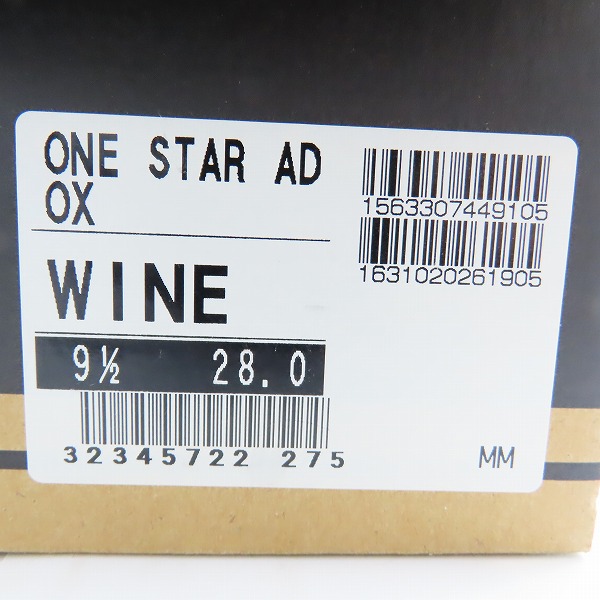 ONE STAR AD
OX
WINE
9½ 28.0
32345722 275
1563307449105
1631020261905
MM